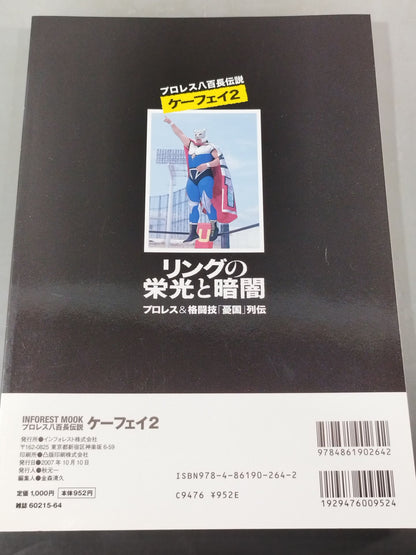 プロレス八百長伝説
ケーフェイ2
リングの
栄光と暗闇
プロレス&格闘技「憂国」列伝
INFOREST MOOK
プロレス八百長伝説 ケーフェイ2
発行所●インフォレスト株式会社
〒162-0825 東京都新宿区神楽坂6-59
印刷所●凸版印刷株式会社
発行日●2007年10月10日
発行人●秋元一
編集人●金森清久
定価 1,000円 本体952円
雑誌 60215-64
ISBN978-4-86190-264-2
C9476 ¥952E
9784861902642
1929476009524